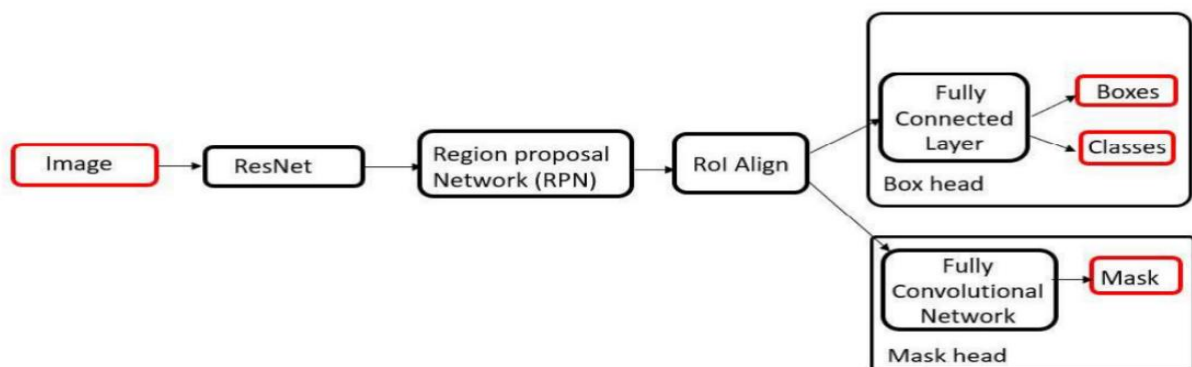 Image
ResNet
Region proposal
Network (RPN)
RoI Align
Fully
Connected
Layer
Boxes
Classes
Box head
Fully
Convolutional
Network
Mask
Mask head